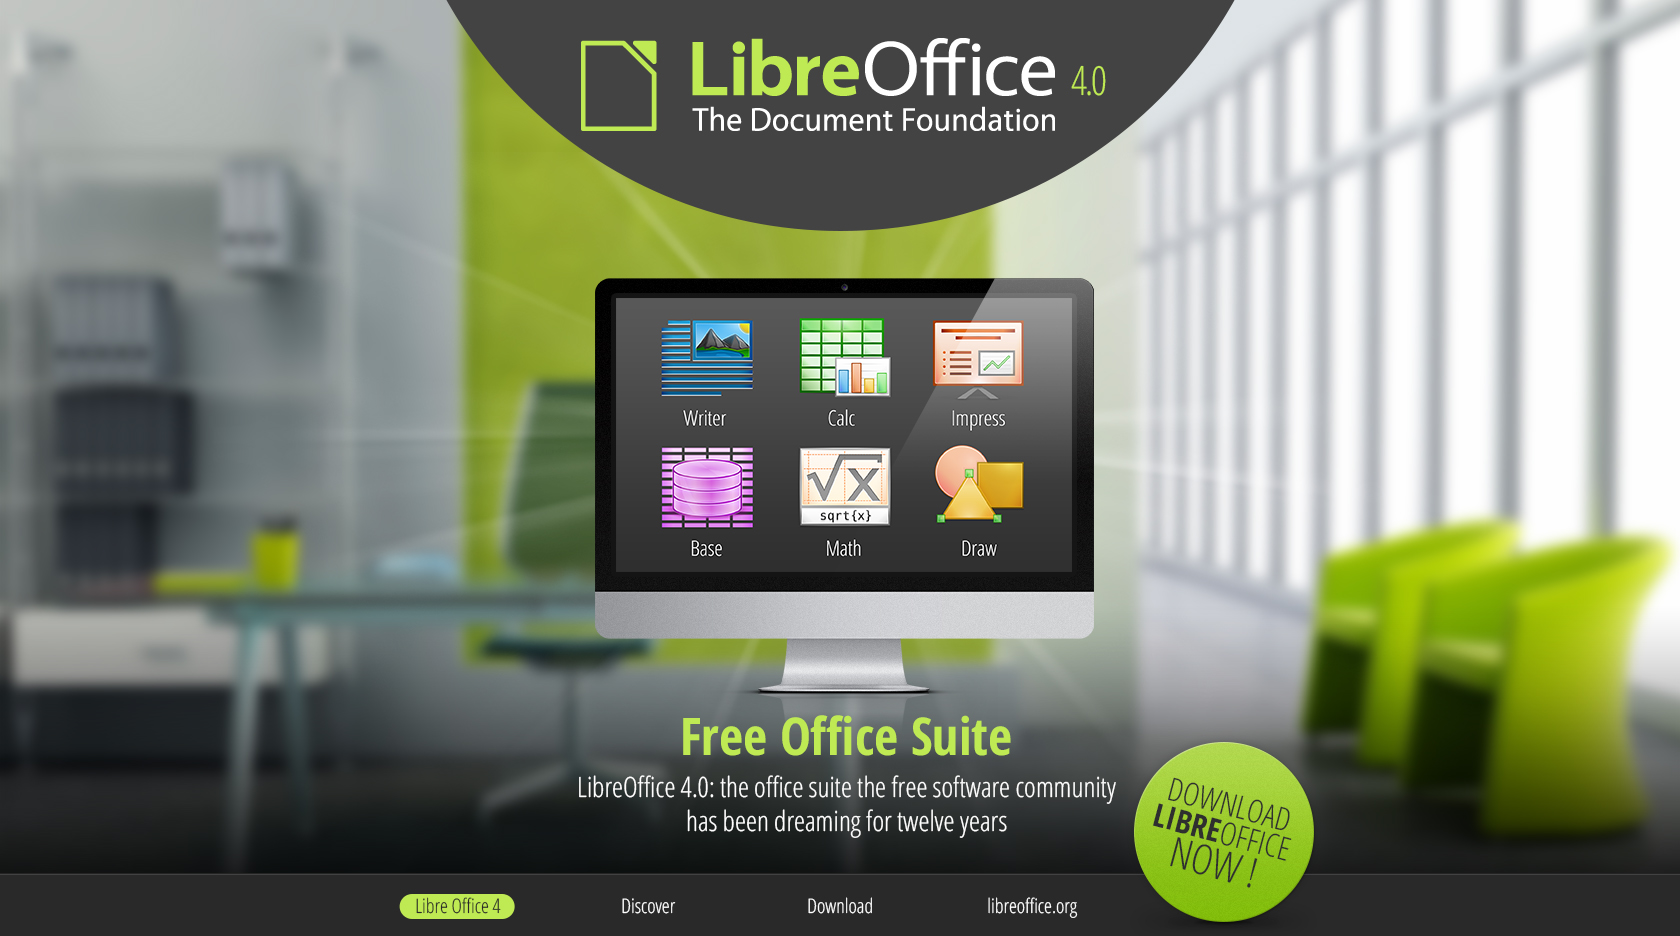 LibreOffice 4.0
The Document Foundation
Writer
Calc
Impress
sqrt{x}
Base
Math
Draw
Free Office Suite
LibreOffice 4.0: the office suite the free software community
has been dreaming for twelve years
DOWNLOAD
LIBREOFFICE
NOW !
Libre Office 4
Discover
Download
libreoffice.org